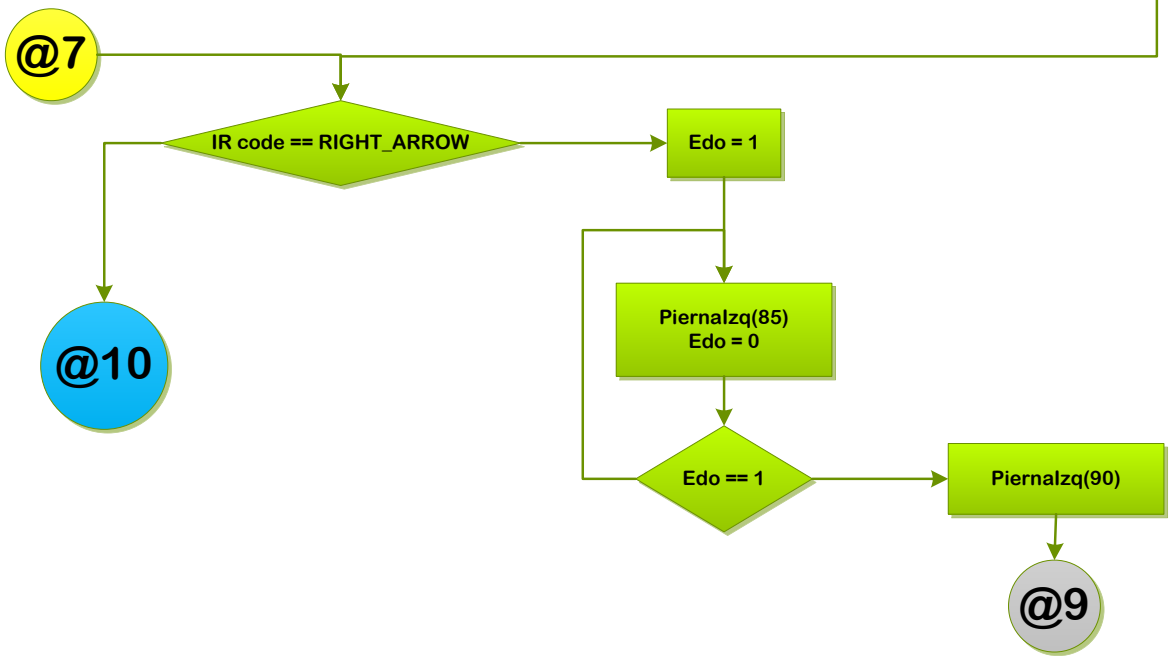 @7
IR code == RIGHT_ARROW
Edo = 1
PiernaIzq(85)
Edo = 0
@10
Edo == 1
PiernaIzq(90)
@9